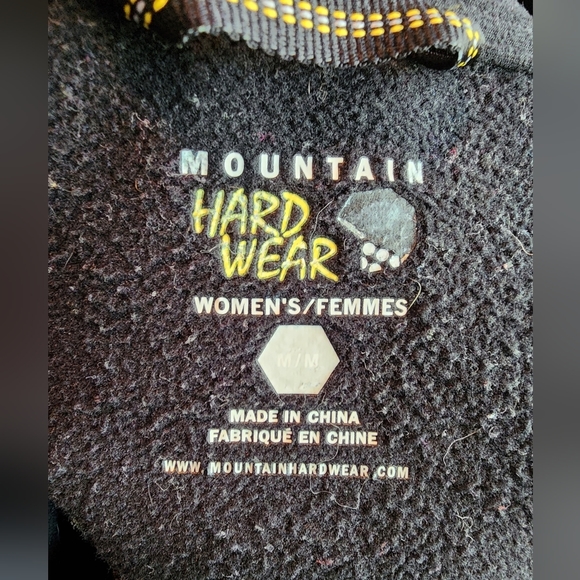 MOUNTAIN
HARD
WEAR
WOMEN'S/FEMMES
M/M
MADE IN CHINA
FABRIQUÉ EN CHINE
WWW.MOUNTAINHARDWEAR.COM